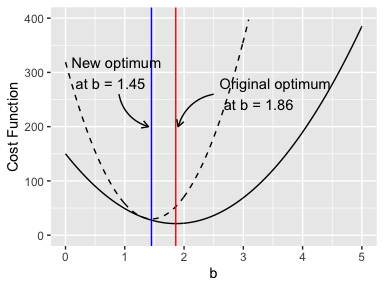 400
300
200
100
0
Cost Function
New optimum
at b = 1.45
Original optimum
at b = 1.86
0 1 2 3 4 5
b